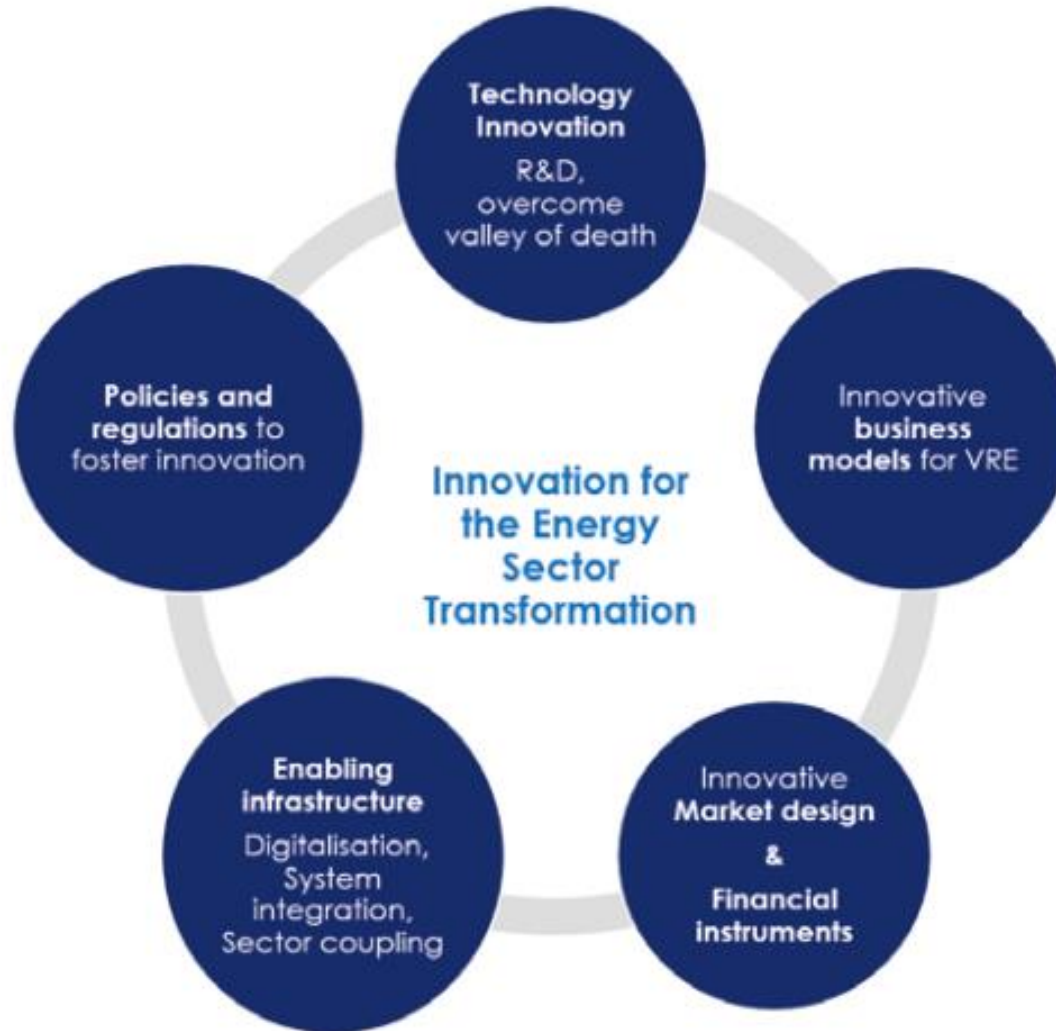 Technology
Innovation
R&D,
overcome
valley of death
Policies and
regulations to
foster innovation
Innovative
business
models for VRE
Innovation for
the Energy
Sector
Transformation
Enabling
infrastructure
Digitalisation,
System
integration,
Sector coupling
Innovative
Market design
&
Financial
instruments